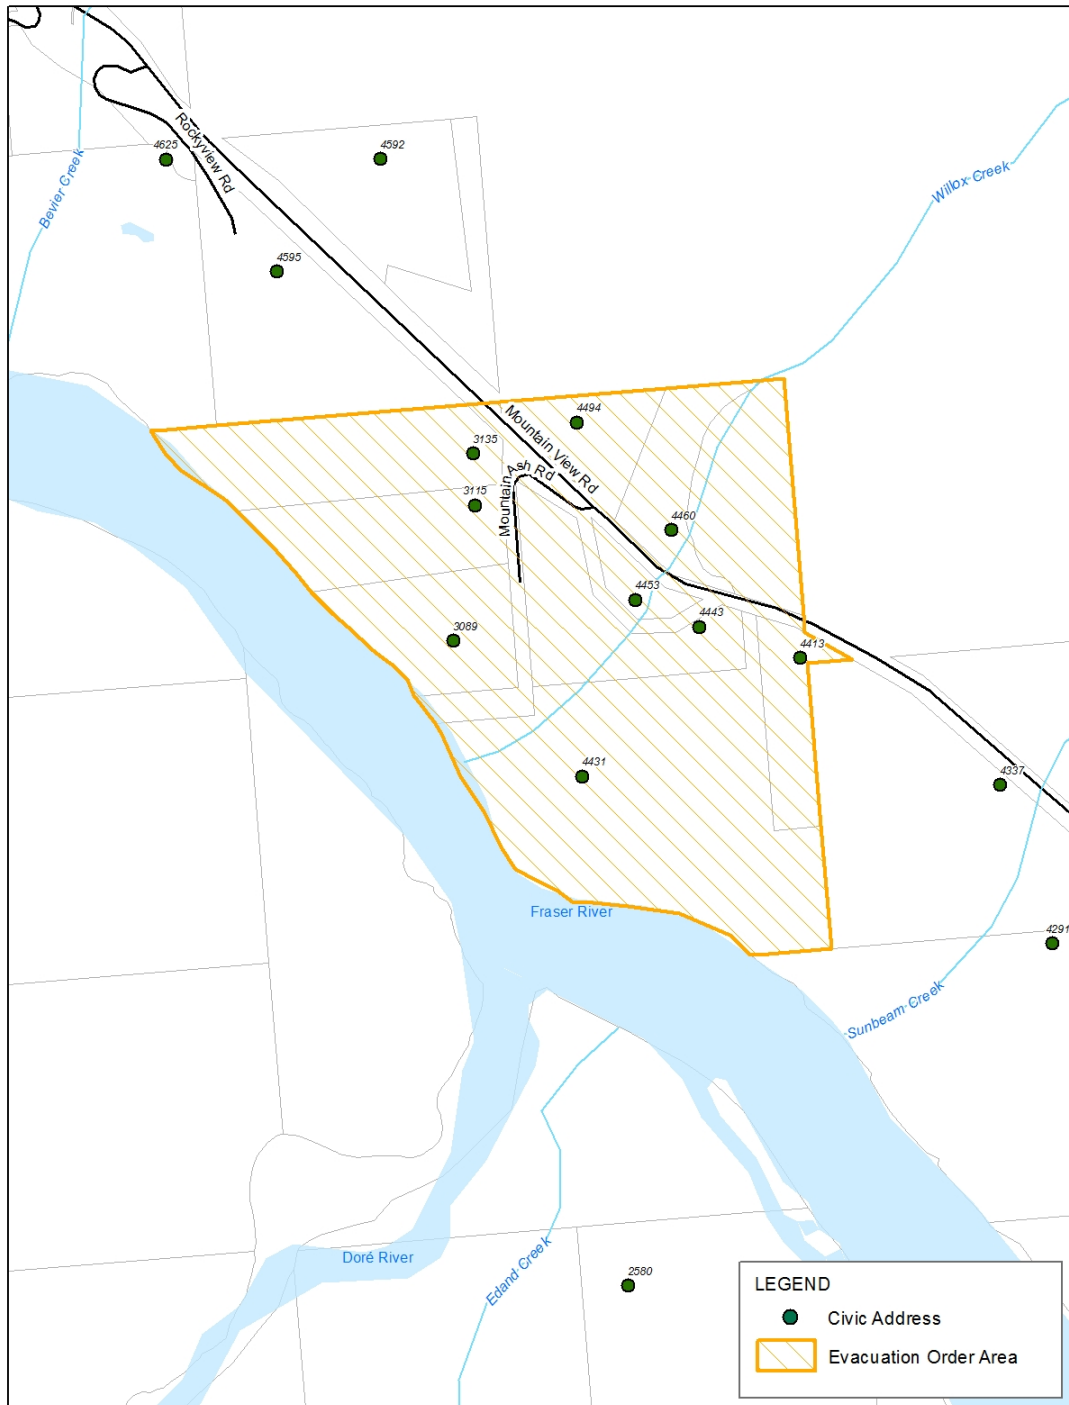 4625
4592
Rockyview Rd
Bevier Creek
Willox Creek
4595
4494
Mountain View Rd
3135
Mountain Ash Rd
3115
4460
4453
4443
3089
4413
4431
4337
Fraser River
4291
Sunbeam Creek
Doré River
Edand Creek
2580
LEGEND
Civic Address
Evacuation Order Area